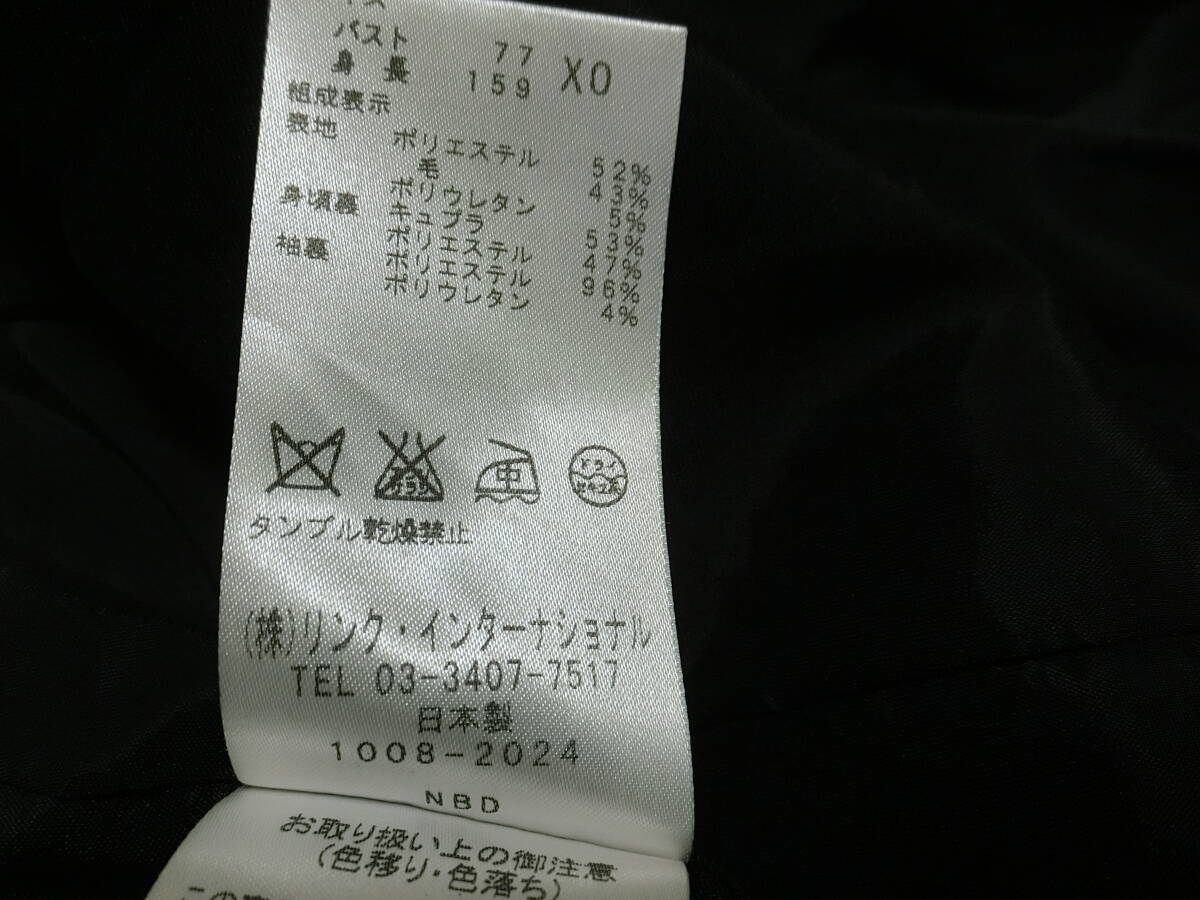 バスト 77 XO
身長 159
組成表示
表地 ポリエステル 52%
毛 43%
ポリウレタン 5%
身頃裏 キュプラ 53%
ポリエステル 47%
袖裏 ポリエステル 96%
ポリウレタン 4%
中
ドライ
タンブル乾燥禁止
(株)リンク・インターナショナル
TEL 03-3407-7517
日本製
1008-2024
NBD
お取り扱い上の御注意
(色移り・色落ち)
この